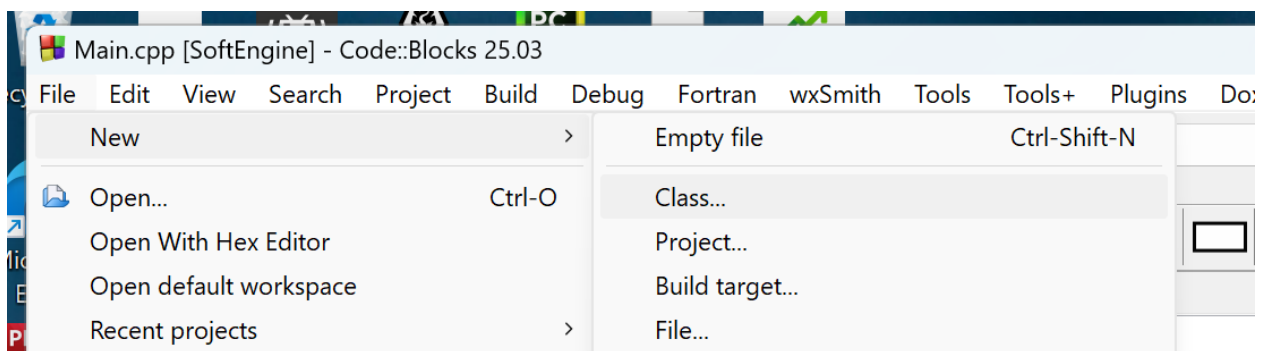 PC
Main.cpp [SoftEngine] - Code::Blocks 25.03
File Edit View Search Project Build Debug Fortran wxSmith Tools Tools+ Plugins
New
Empty file Ctrl-Shift-N
Open... Ctrl-O
Class...
Open With Hex Editor
Project...
Open default workspace
Build target...
Recent projects
File...